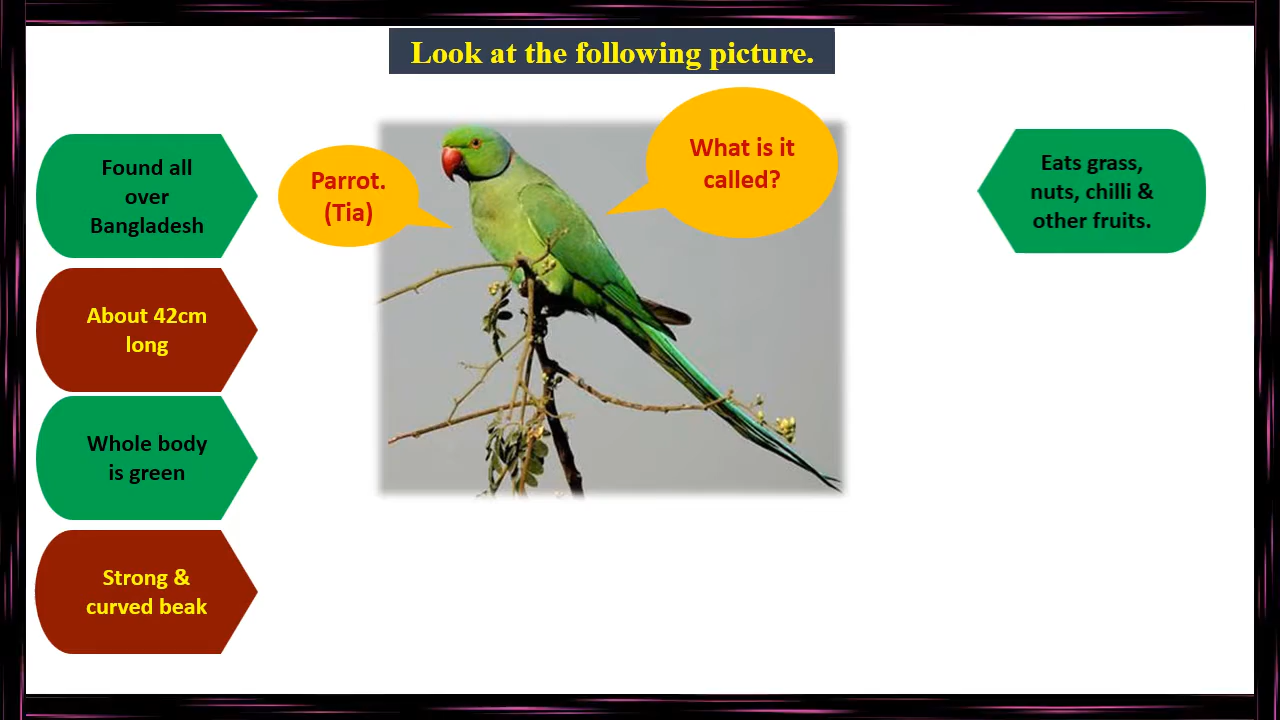 Look at the following picture.
Found all
over
Bangladesh
Parrot.
(Tia)
What is it
called?
Eats grass,
nuts, chilli &
other fruits.
About 42cm
long
Whole body
is green
Strong &
curved beak